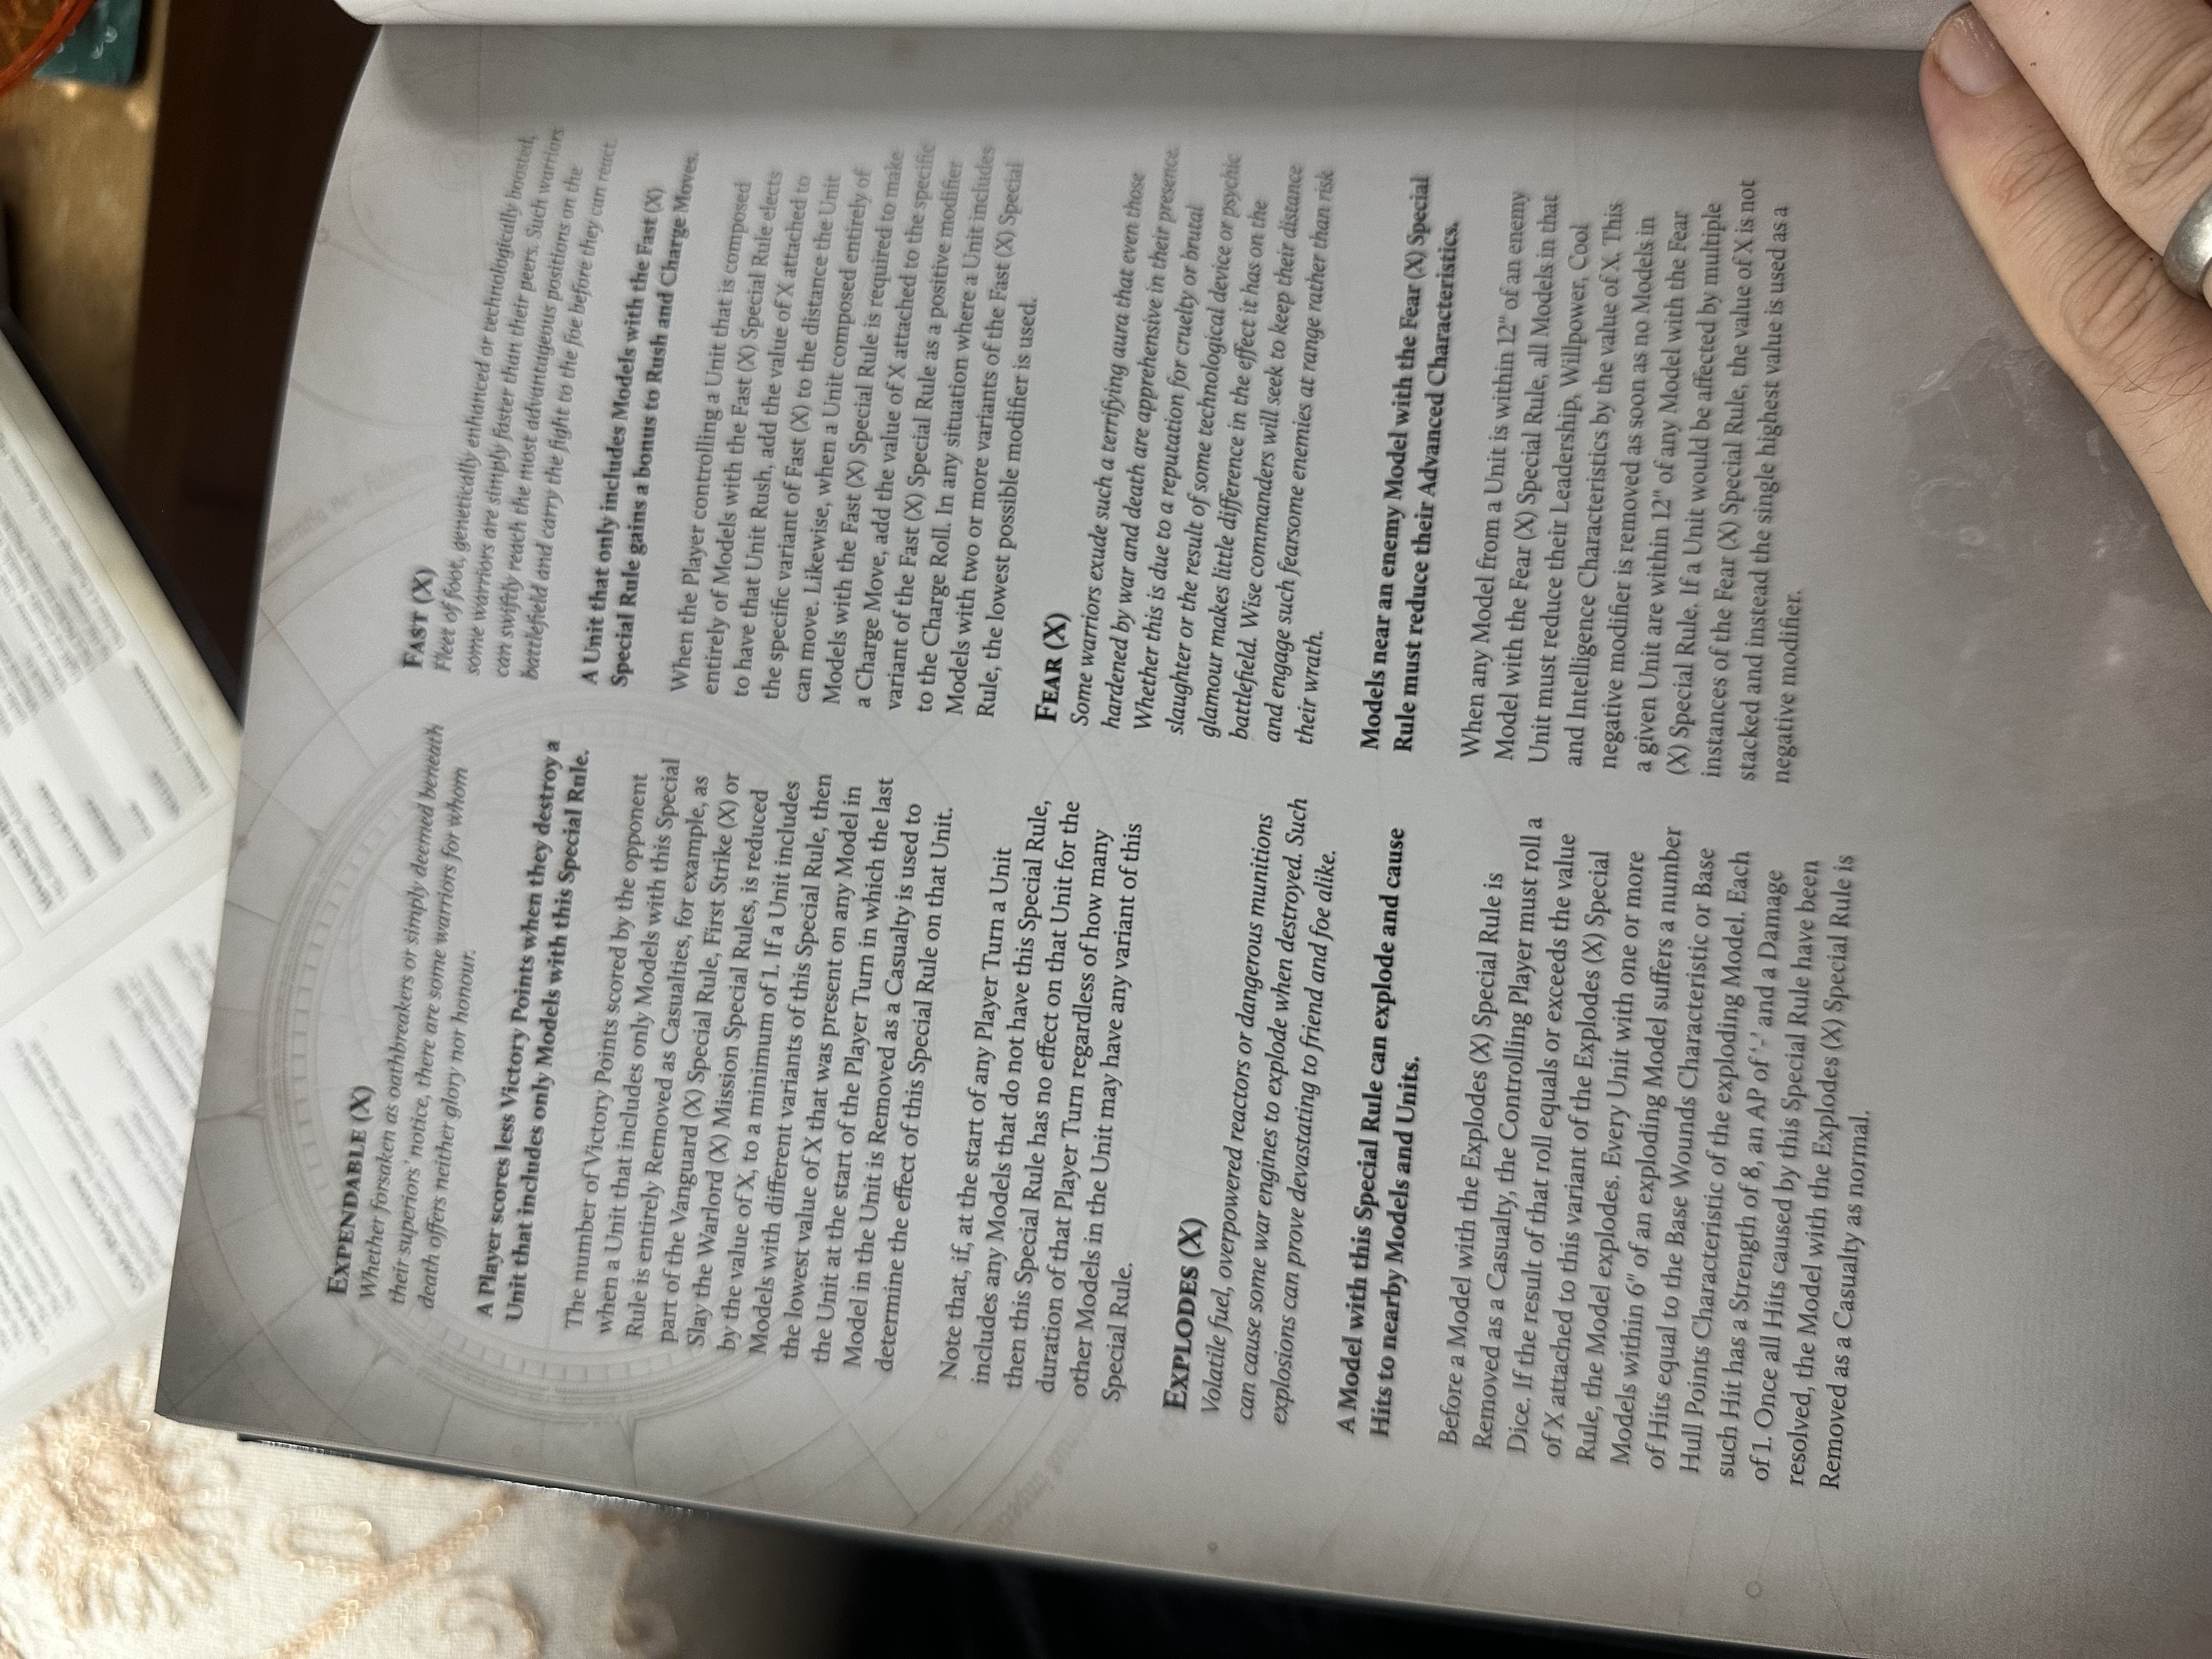 EXPENDABLE (X)
Whether forsaken as oathbreakers or simply deemed beneath
their superiors' notice, there are some warriors for whom
death offers neither glory nor honour.
A Player scores less Victory Points when they destroy a
Unit that includes only Models with this Special Rule.
The number of Victory Points scored by the opponent
when a Unit that includes only Models with this Special
Rule is entirely Removed as Casualties, for example, as
part of the Vanguard (X) Special Rule, First Strike (X) or
Slay the Warlord (X) Mission Special Rules, is reduced
by the value of X, to a minimum of 1. If a Unit includes
Models with different variants of this Special Rule, then
the lowest value of X that was present on any Model in
the Unit at the start of the Player Turn in which the last
Model in the Unit is Removed as a Casualty is used to
determine the effect of this Special Rule on that Unit.
Note that, if, at the start of any Player Turn a Unit
includes any Models that do not have this Special Rule,
then this Special Rule has no effect on that Unit for the
duration of that Player Turn regardless of how many
other Models in the Unit may have any variant of this
Special Rule.
EXPLODES (X)
Volatile fuel, overpowered reactors or dangerous munitions
can cause some war engines to explode when destroyed. Such
explosions can prove devastating to friend and foe alike.
A Model with this Special Rule can explode and cause
Hits to nearby Models and Units.
Before a Model with the Explodes (X) Special Rule is
Removed as a Casualty, the Controlling Player must roll a
Dice. If the result of that roll equals or exceeds the value
of X attached to this variant of the Explodes (X) Special
Rule, the Model explodes. Every Unit with one or more
Models within 6" of an exploding Model suffers a number
of Hits equal to the Base Wounds Characteristic or Base
Hull Points Characteristic of the exploding Model. Each
such Hit has a Strength of 8, an AP of ‘-’ and a Damage
of 1. Once all Hits caused by this Special Rule have been
resolved, the Model with the Explodes (X) Special Rule is
Removed as a Casualty as normal.
FAST (X)
Fleet of foot, genetically enhanced or technologically boosted,
some warriors are simply faster than their peers. Such warriors
can swiftly reach the most advantageous positions on the
battlefield and carry the fight to the foe before they can react.
A Unit that only includes Models with the Fast (X)
Special Rule gains a bonus to Rush and Charge Moves.
When the Player controlling a Unit that is composed
entirely of Models with the Fast (X) Special Rule elects
to have that Unit Rush, add the value of X attached to
the specific variant of Fast (X) to the distance the Unit
can move. Likewise, when a Unit composed entirely of
Models with the Fast (X) Special Rule is required to make
a Charge Move, add the value of X attached to the specific
variant of the Fast (X) Special Rule as a positive modifier
to the Charge Roll. In any situation where a Unit includes
Models with two or more variants of the Fast (X) Special
Rule, the lowest possible modifier is used.
FEAR (X)
Some warriors exude such a terrifying aura that even those
hardened by war and death are apprehensive in their presence.
Whether this is due to a reputation for cruelty or brutal
slaughter or the result of some technological device or psychic
glamour makes little difference in the effect it has on the
battlefield. Wise commanders will seek to keep their distance
and engage such fearsome enemies at range rather than risk
their wrath.
Models near an enemy Model with the Fear (X) Special
Rule must reduce their Advanced Characteristics.
When any Model from a Unit is within 12" of an enemy
Model with the Fear (X) Special Rule, all Models in that
Unit must reduce their Leadership, Willpower, Cool
and Intelligence Characteristics by the value of X. This
negative modifier is removed as soon as no Models in
a given Unit are within 12" of any Model with the Fear
(X) Special Rule. If a Unit would be affected by multiple
instances of the Fear (X) Special Rule, the value of X is not
stacked and instead the single highest value is used as a
negative modifier.